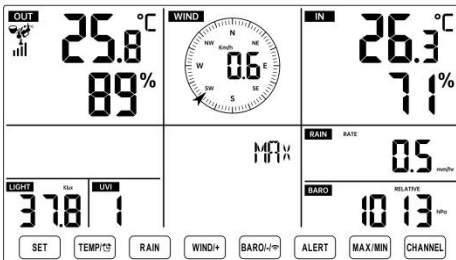 OUT 25.8 °C
89%
WIND
N
NW NE
Km/h
W 0.6 E
SW SE
S
IN 26.3 °C
71%
MAX
RAIN RATE
0.5 mm/hr
LIGHT Klux
37.8
UVI
1
BARO RELATIVE
1013 hPa
SET TEMP/ RAIN WIND/+ BARO/-/ ALERT MAX/MIN CHANNEL